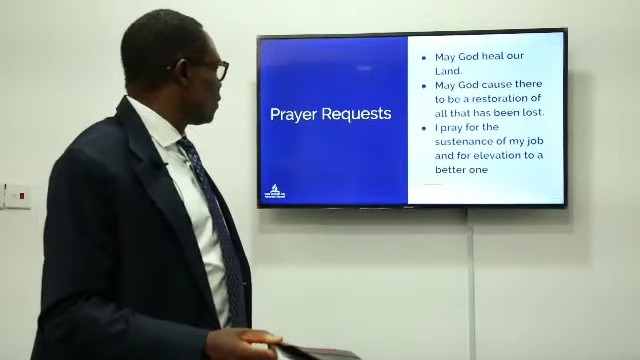 Prayer Requests
● May God heal our
Land.
● May God cause there
to be a restoration of
all that has been lost.
● I pray for the
sustenance of my job
and for elevation to a
better one